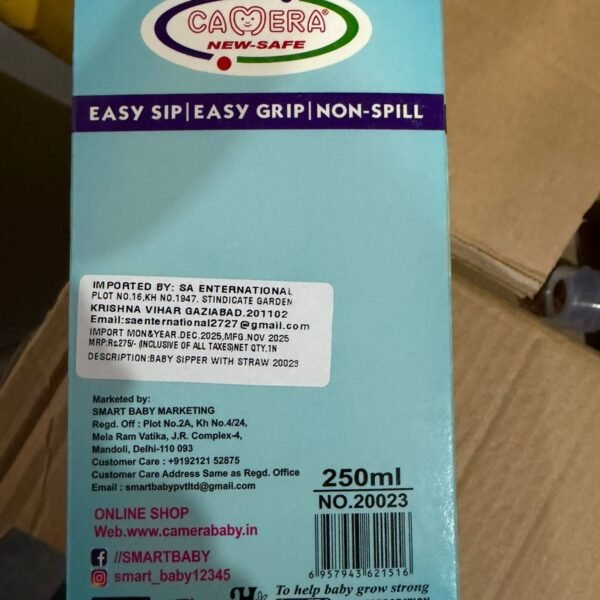 CAMERA®
NEW-SAFE
EASY SIP|EASY GRIP|NON-SPILL
IMPORTED BY: SA ENTERNATIONAL
PLOT NO.16,KH NO.1947. STINDICATE GARDEN
KRISHNA VIHAR GAZIABAD.201102
Email:saenternational2727@gmail.com
IMPORT MON&YEAR.DEC.2025,MFG.NOV 2025
MRP:Rs.275/- (INCLUSIVE OF ALL TAXES)NET QTY.1N
DESCRIPTION:BABY SIPPER WITH STRAW 20023
Marketed by:
SMART BABY MARKETING
Regd. Off : Plot No.2A, Kh No.4/24,
Mela Ram Vatika, J.R. Complex-4,
Mandoli, Delhi-110 093
Customer Care : +9192121 52875
Customer Care Address Same as Regd. Office
Email : smartbabypvtltd@gmail.com
250ml
NO.20023
ONLINE SHOP
Web.www.camerababy.in
//SMARTBABY
smart_baby12345
6 957943 621516
To help baby grow strong